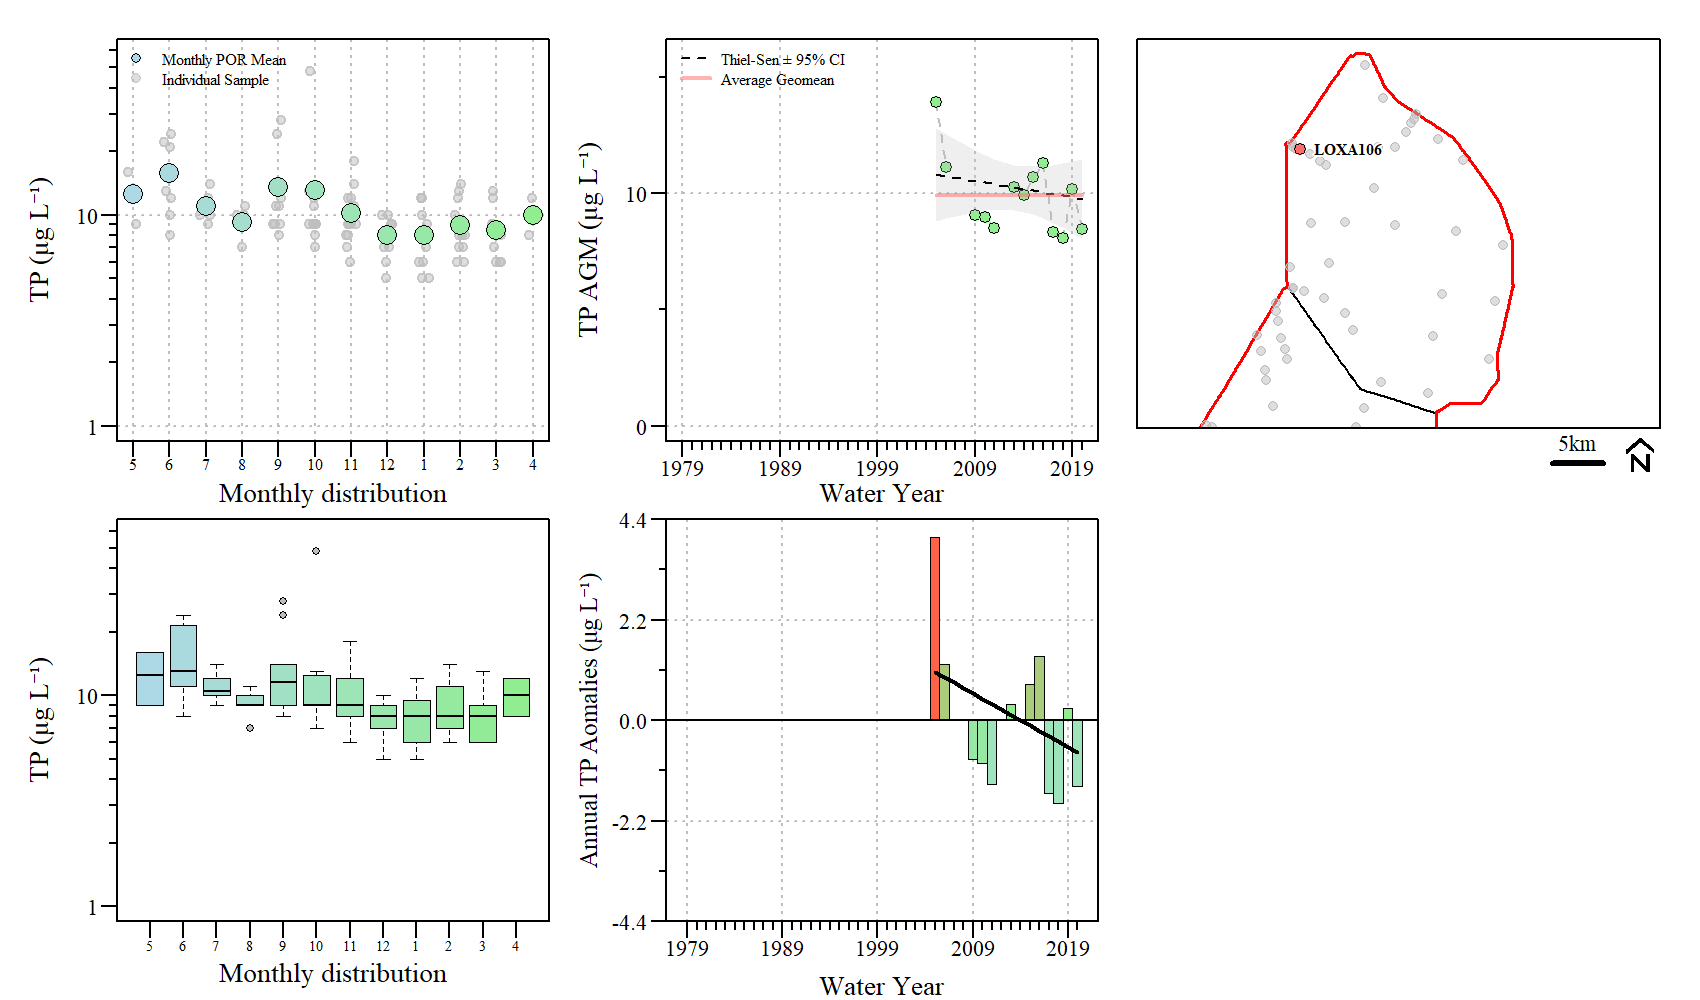 Monthly POR Mean
Individual Sample
TP (µg L⁻¹)
10
1
5 6 7 8 9 10 11 12 1 2 3 4
Monthly distribution
Thiel-Sen ± 95% CI
Average Geomean
TP AGM (µg L⁻¹)
10
0
1979 1989 1999 2009 2019
Water Year
LOXA106
5km
N
TP (µg L⁻¹)
10
1
5 6 7 8 9 10 11 12 1 2 3 4
Monthly distribution
Annual TP Aomalies (µg L⁻¹)
4.4
2.2
0.0
-2.2
-4.4
1979 1989 1999 2009 2019
Water Year